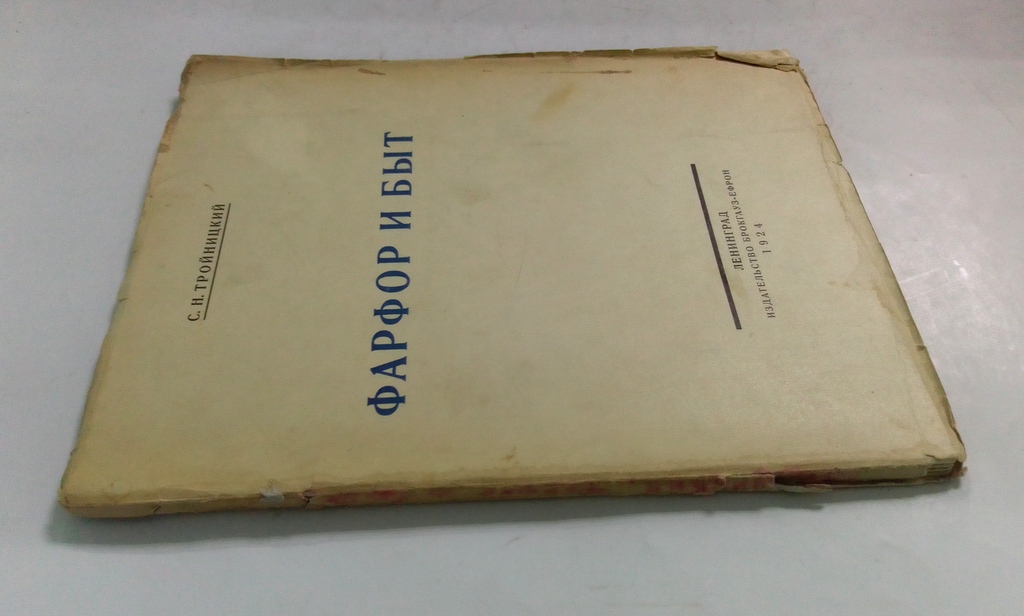 С. Н. ТРОЙНИЦКИЙ
ФАРФОР И БЫТ
ЛЕНИНГРАД
ИЗДАТЕЛЬСТВО БРОКГАУЗ-ЕФРОН
1924